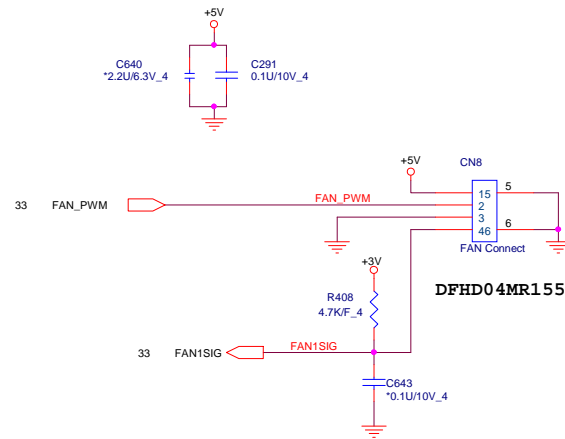 +5V
C640
*2.2U/6.3V_4
C291
0.1U/10V_4
+5V
CN8
33 FAN_PWM
FAN_PWM
15
2
3
46
5
6
FAN Connect
+3V
DFHD04MR155
R408
4.7K/F_4
33 FAN1SIG
FAN1SIG
C643
*0.1U/10V_4